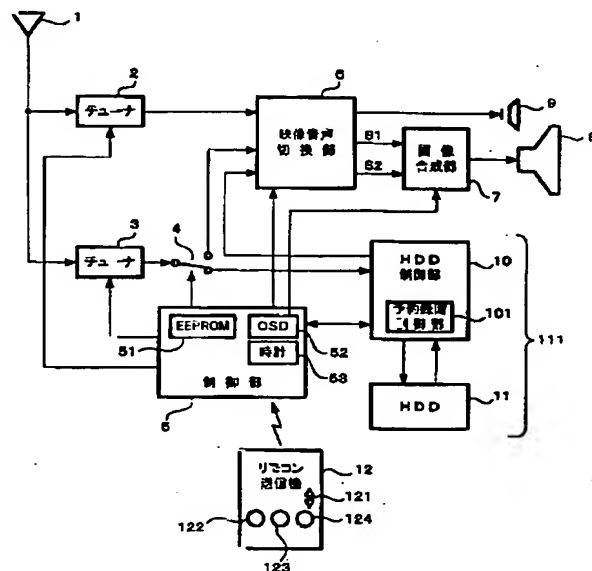 1
2
チューナ
6
映像音声
切換部
9
8
S1
S2
画像
合成部
7
3
チューナ
4
HDD
制御部
10
予約録画
制御部
101
111
EEPROM
OSD
時計
51
52
53
制御部
5
HDD
11
リモコン
送信機
12
121
122
123
124